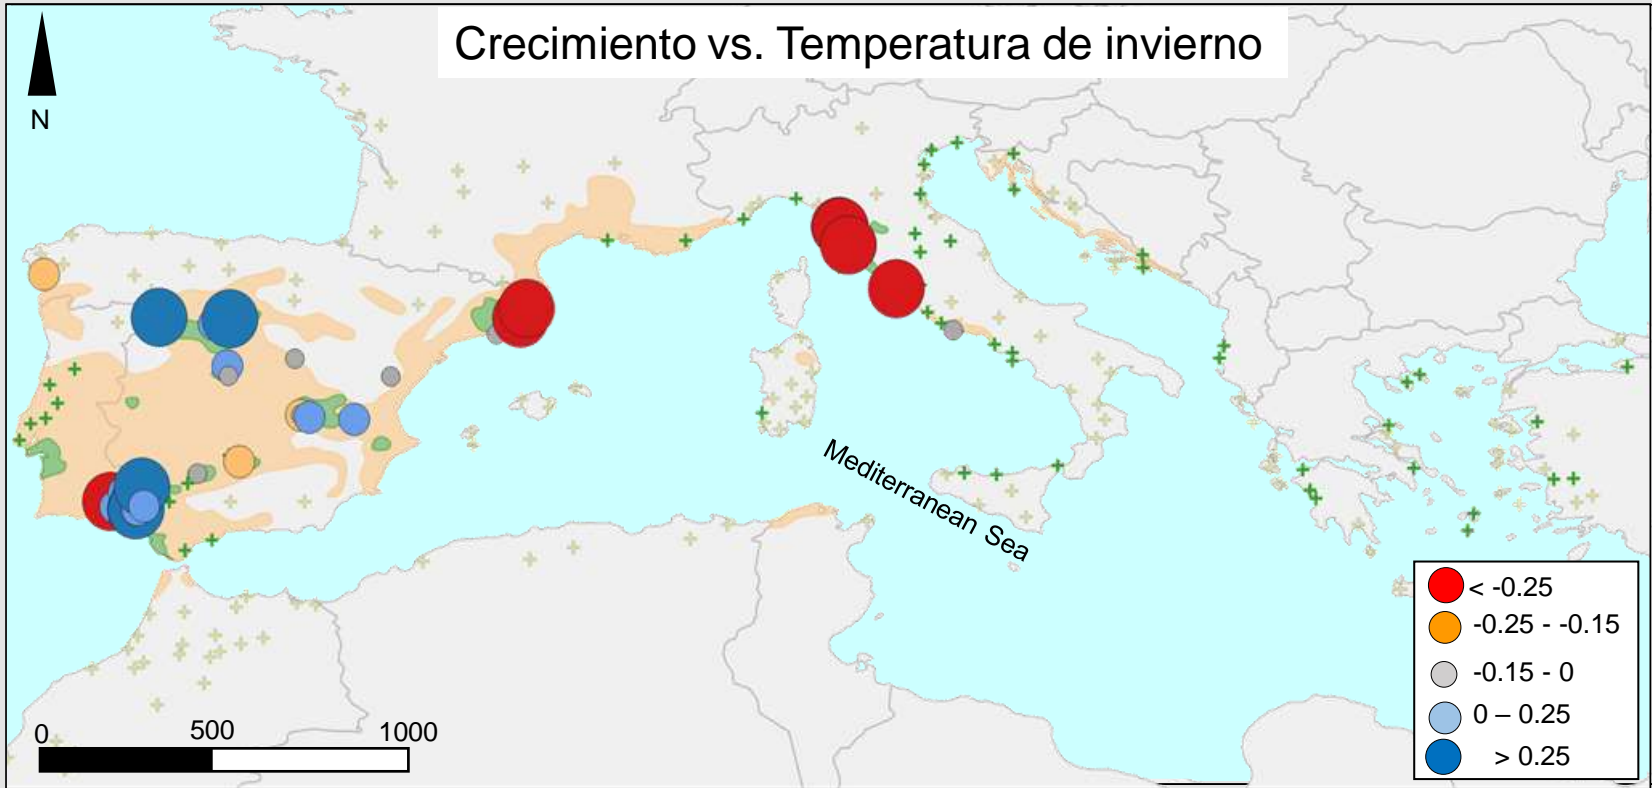 Crecimiento vs. Temperatura de invierno
N
Mediterranean Sea
< -0.25
-0.25 - -0.15
-0.15 - 0
0 – 0.25
> 0.25
0 500 1000